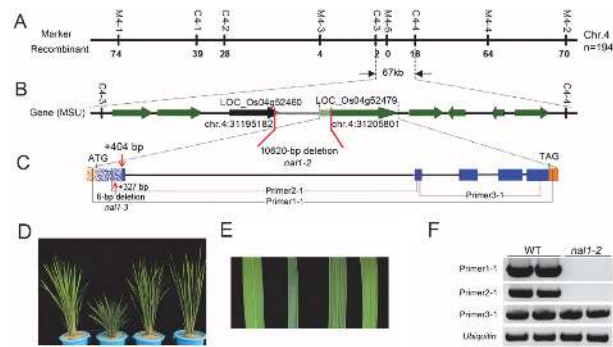 A
Marker
M4-1
C4-1
C4-2
M4-3
C4-3
M4-5
C4-4
M4-4
M4-2
Chr.4
Recombinant
74
39
28
4
2
0
18
64
70
n=194
67kb
B
C4-3
C4-4
LOC_Os04g52460
LOC_Os04g52479
Gene (MSU)
chr.4:31195182
chr.4:31205801
10620-bp deletion
nal1-2
C
ATG
+404 bp
TAG
+327 bp
6-bp deletion
nal1-3
Primer2-1
Primer3-1
Primer1-1
D
E
F
WT
nal1-2
Primer1-1
Primer2-1
Primer3-1
Ubiquitin